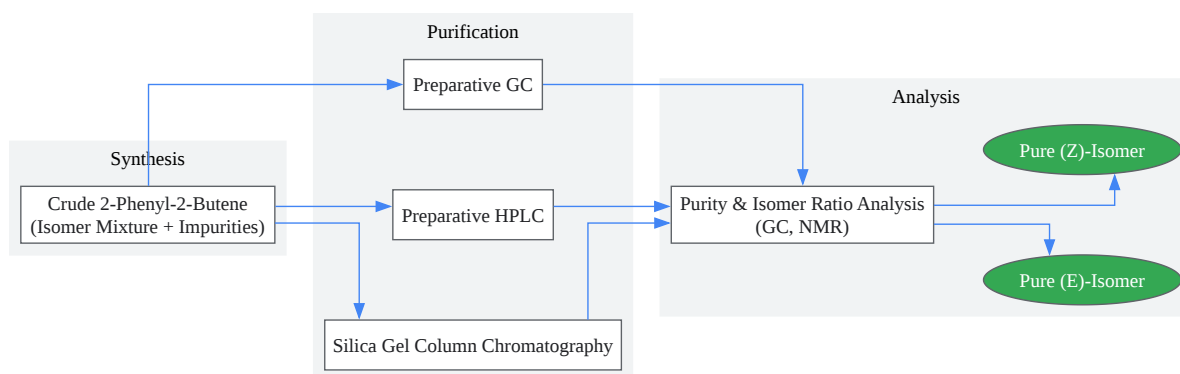 Purification
Preparative GC
Analysis
Synthesis
Pure (Z)-Isomer
Crude 2-Phenyl-2-Butene
(Isomer Mixture + Impurities)
Preparative HPLC
Purity & Isomer Ratio Analysis
(GC, NMR)
Pure (E)-Isomer
Silica Gel Column Chromatography